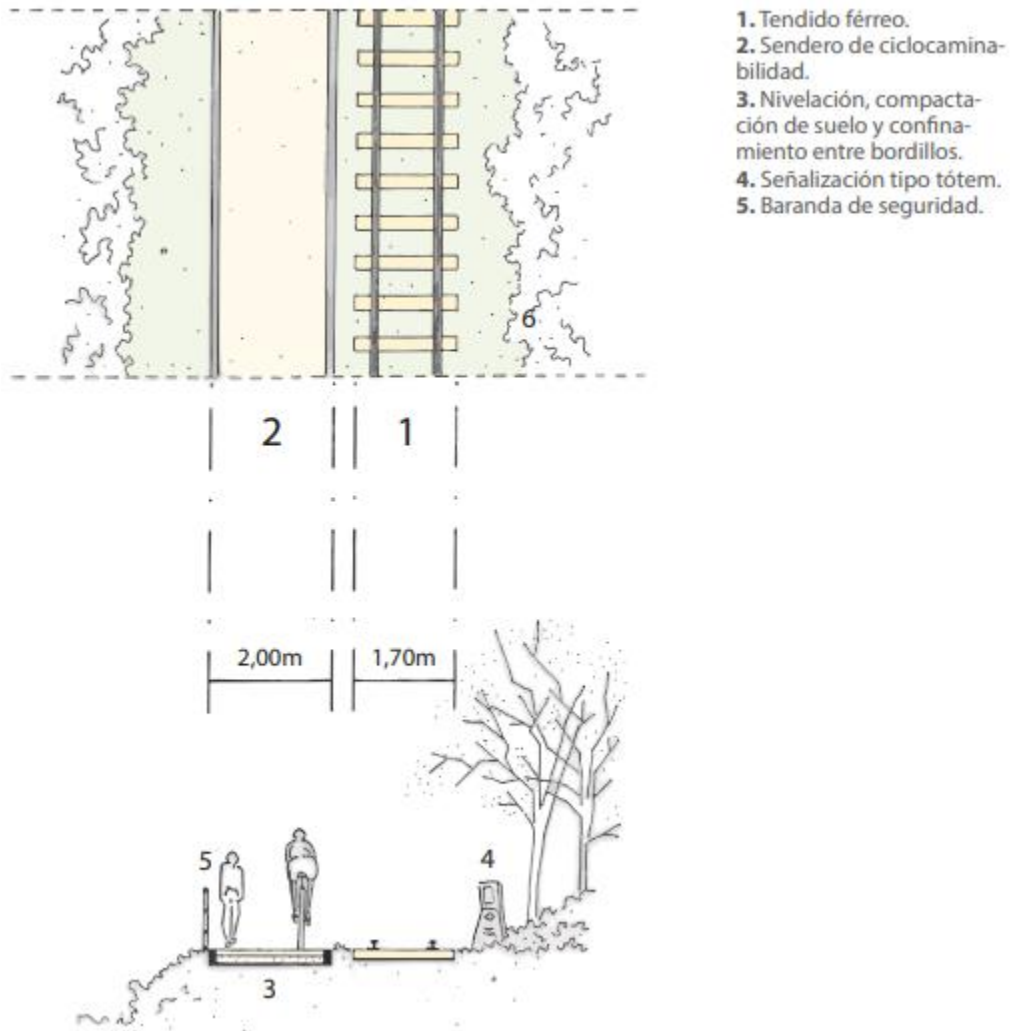 1. Tendido férreo.
2. Sendero de ciclocamina-
bilidad.
3. Nivelación, compacta-
ción de suelo y confina-
miento entre bordillos.
4. Señalización tipo tótem.
5. Baranda de seguridad.
6
2
1
2,00m
1,70m
5
4
3